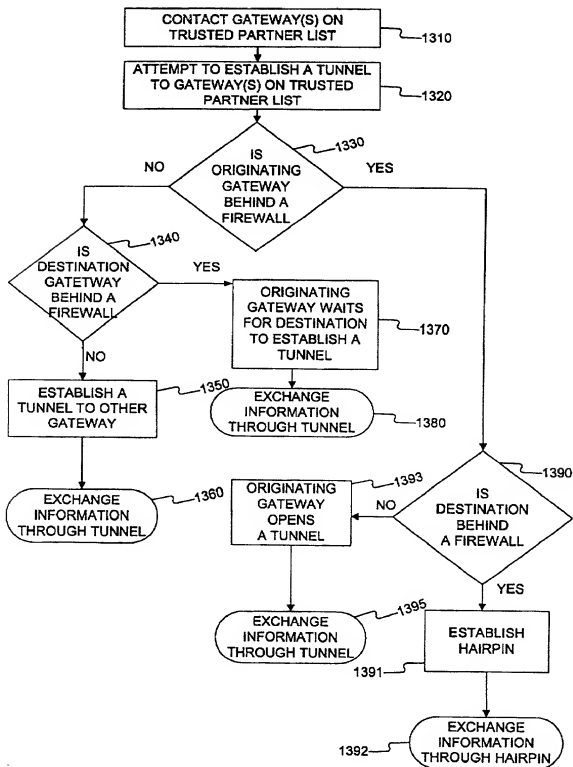 CONTACT GATEWAY(S) ON
TRUSTED PARTNER LIST
1310
ATTEMPT TO ESTABLISH A TUNNEL
TO GATEWAY(S) ON TRUSTED
PARTNER LIST
1320
1330
IS
ORIGINATING
GATEWAY
BEHIND A
FIREWALL
NO
YES
1340
IS
DESTINATION
GATETWAY
BEHIND A
FIREWALL
YES
ORIGINATING
GATEWAY WAITS
FOR DESTINATION
TO ESTABLISH A
TUNNEL
1370
NO
1350
ESTABLISH A
TUNNEL TO OTHER
GATEWAY
EXCHANGE
INFORMATION
THROUGH TUNNEL
1380
1360
EXCHANGE
INFORMATION
THROUGH TUNNEL
1393
ORIGINATING
GATEWAY
OPENS
A TUNNEL
NO
1390
IS
DESTINATION
BEHIND
A FIREWALL
YES
1395
EXCHANGE
INFORMATION
THROUGH TUNNEL
ESTABLISH
HAIRPIN
1391
EXCHANGE
INFORMATION
THROUGH HAIRPIN
1392